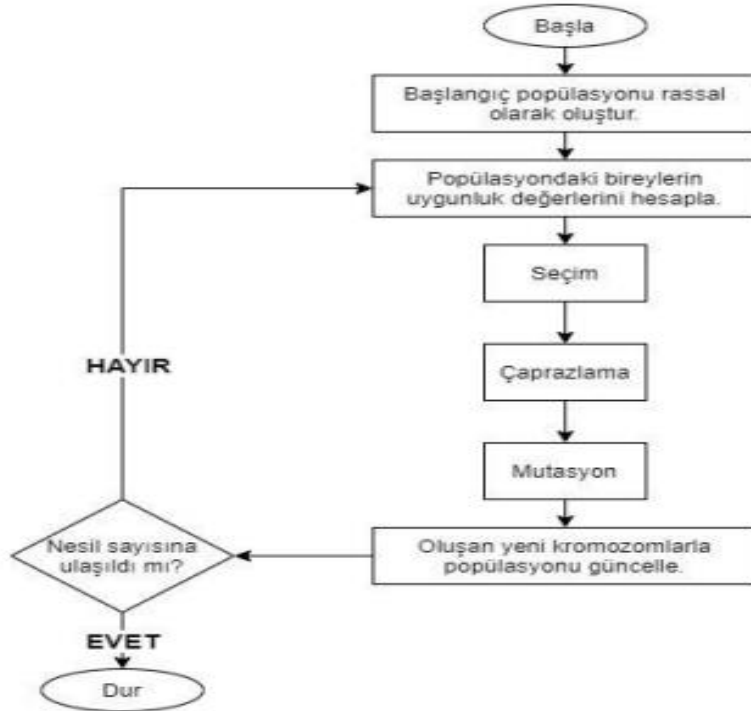 Başla
Başlangıç popülasyonu rassal
olarak oluştur.
Popülasyondaki bireylerin
uygunluk değerlerini hesapla.
Seçim
Çaprazlama
Mutasyon
Oluşan yeni kromozomlarla
popülasyonu güncelle.
Nesil sayısına
ulaşıldı mı?
HAYIR
EVET
Dur